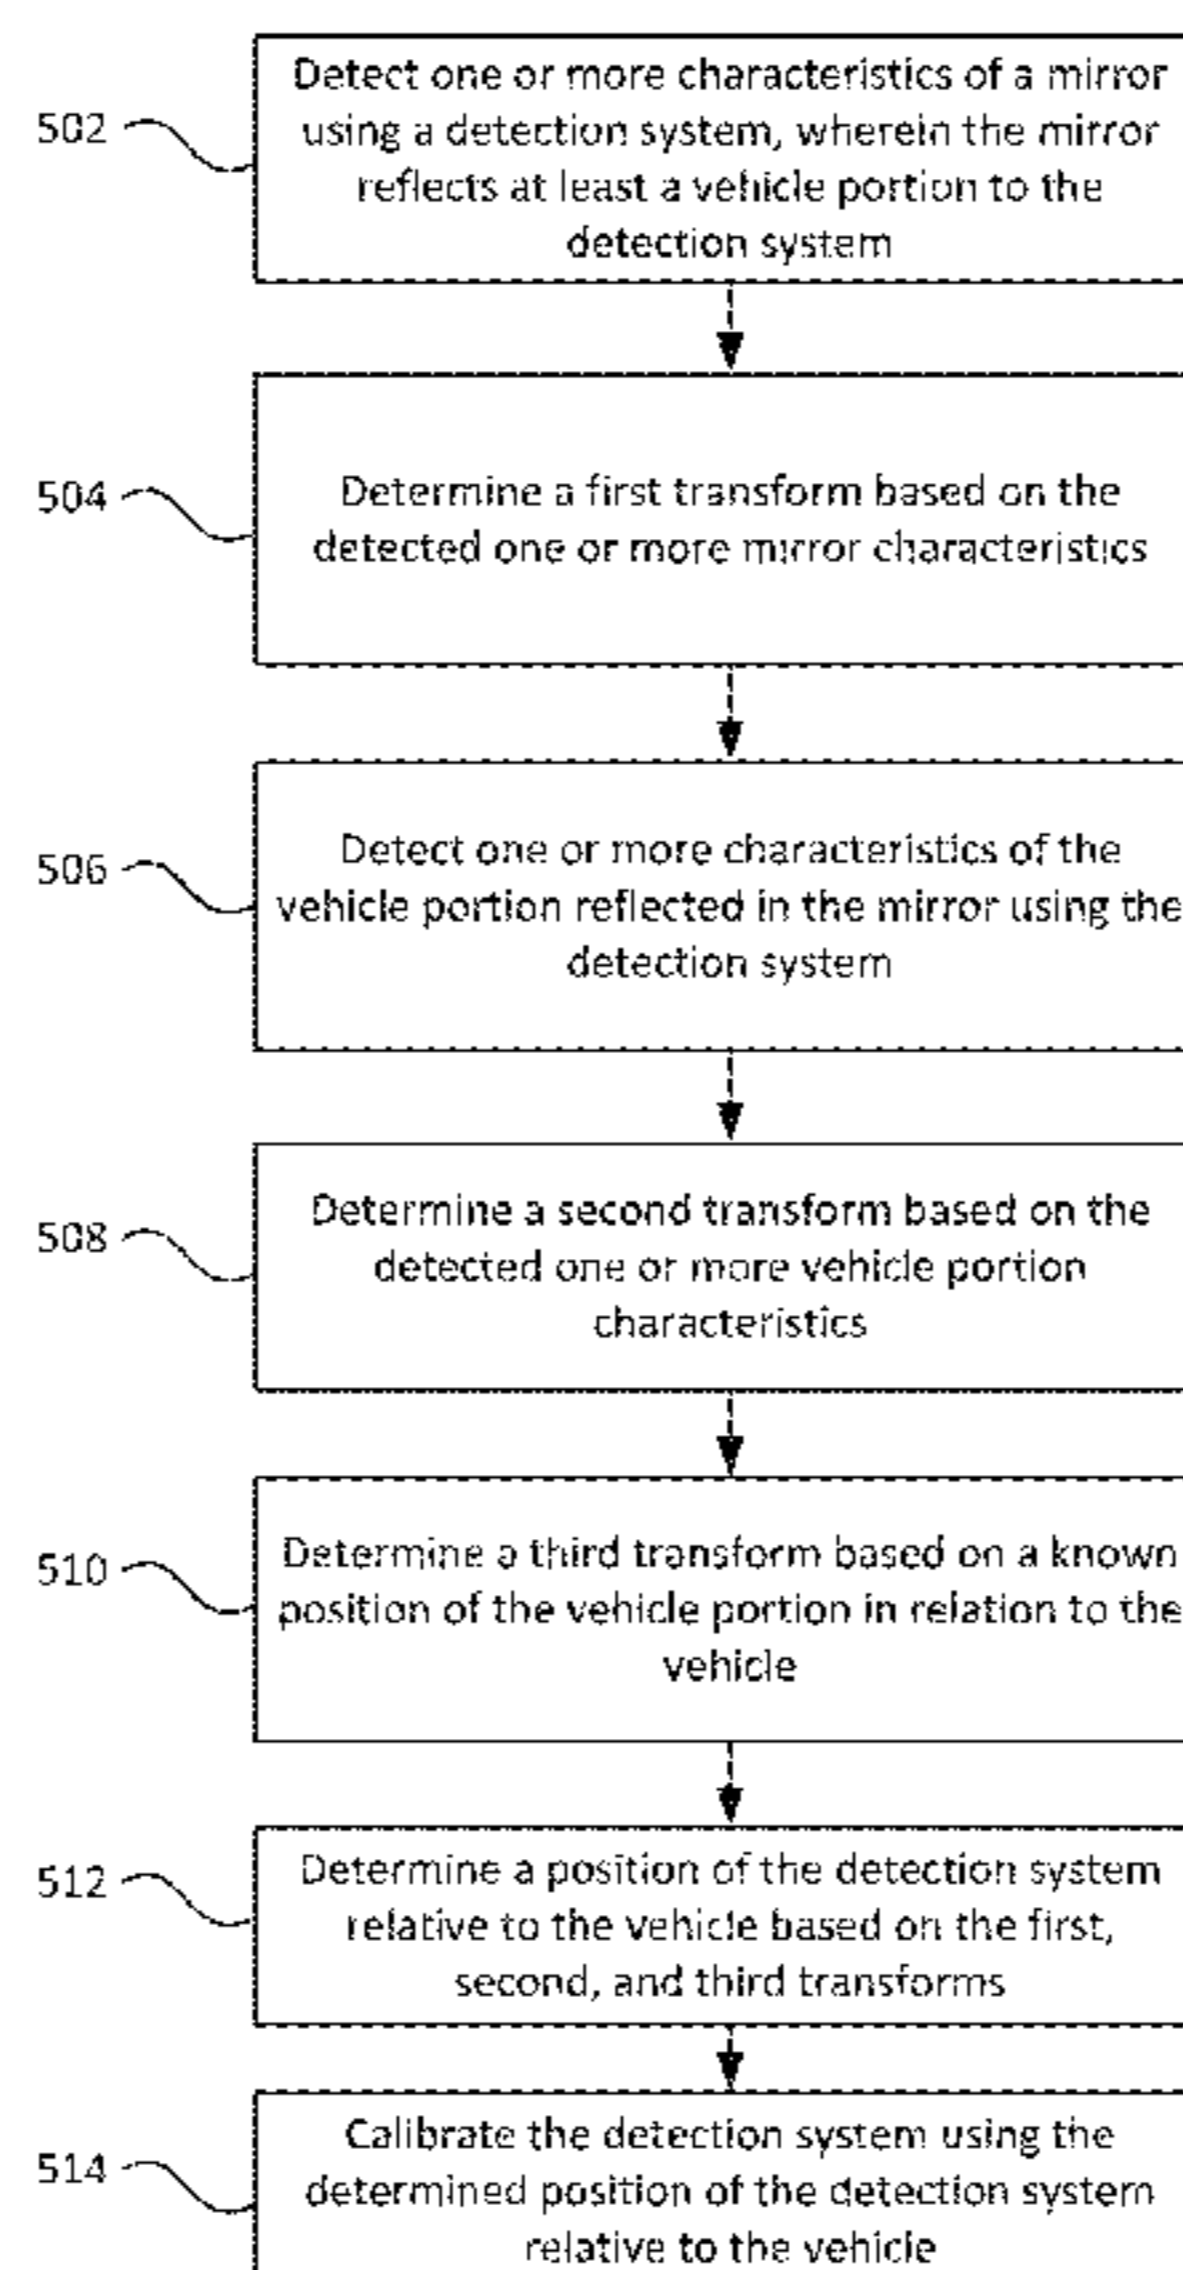 502
Detect one or more characteristics of a mirror
using a detection system, wherein the mirror
reflects at least a vehicle portion to the
detection system
504
Determine a first transform based on the
detected one or more mirror characteristics
506
Detect one or more characteristics of the
vehicle portion reflected in the mirror using the
detection system
508
Determine a second transform based on the
detected one or more vehicle portion
characteristics
510
Determine a third transform based on a known
position of the vehicle portion in relation to the
vehicle
512
Determine a position of the detection system
relative to the vehicle based on the first,
second, and third transforms
514
Calibrate the detection system using the
determined position of the detection system
relative to the vehicle